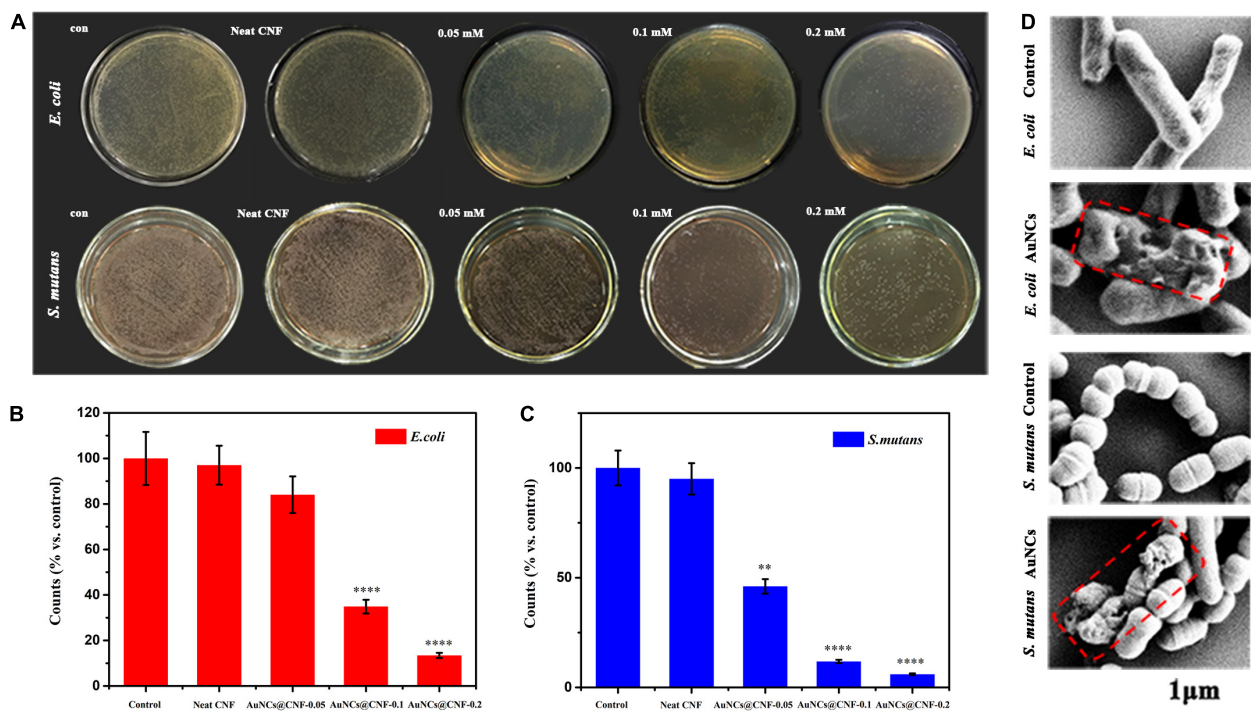 A
con
Neat CNF
0.05 mM
0.1 mM
0.2 mM
E. coli
con
Neat CNF
0.05 mM
0.1 mM
0.2 mM
S. mutans
B
Counts (% vs. control)
120
100
80
60
40
20
0
E.coli
****
****
Control
Neat CNF
AuNCs@CNF-0.05
AuNCs@CNF-0.1
AuNCs@CNF-0.2
C
Counts (% vs. control)
100
50
0
S.mutans
**
****
****
Control
Neat CNF
AuNCs@CNF-0.05
AuNCs@CNF-0.1
AuNCs@CNF-0.2
D
E. coli Control
E. coli AuNCs
S. mutans Control
S. mutans AuNCs
1μm